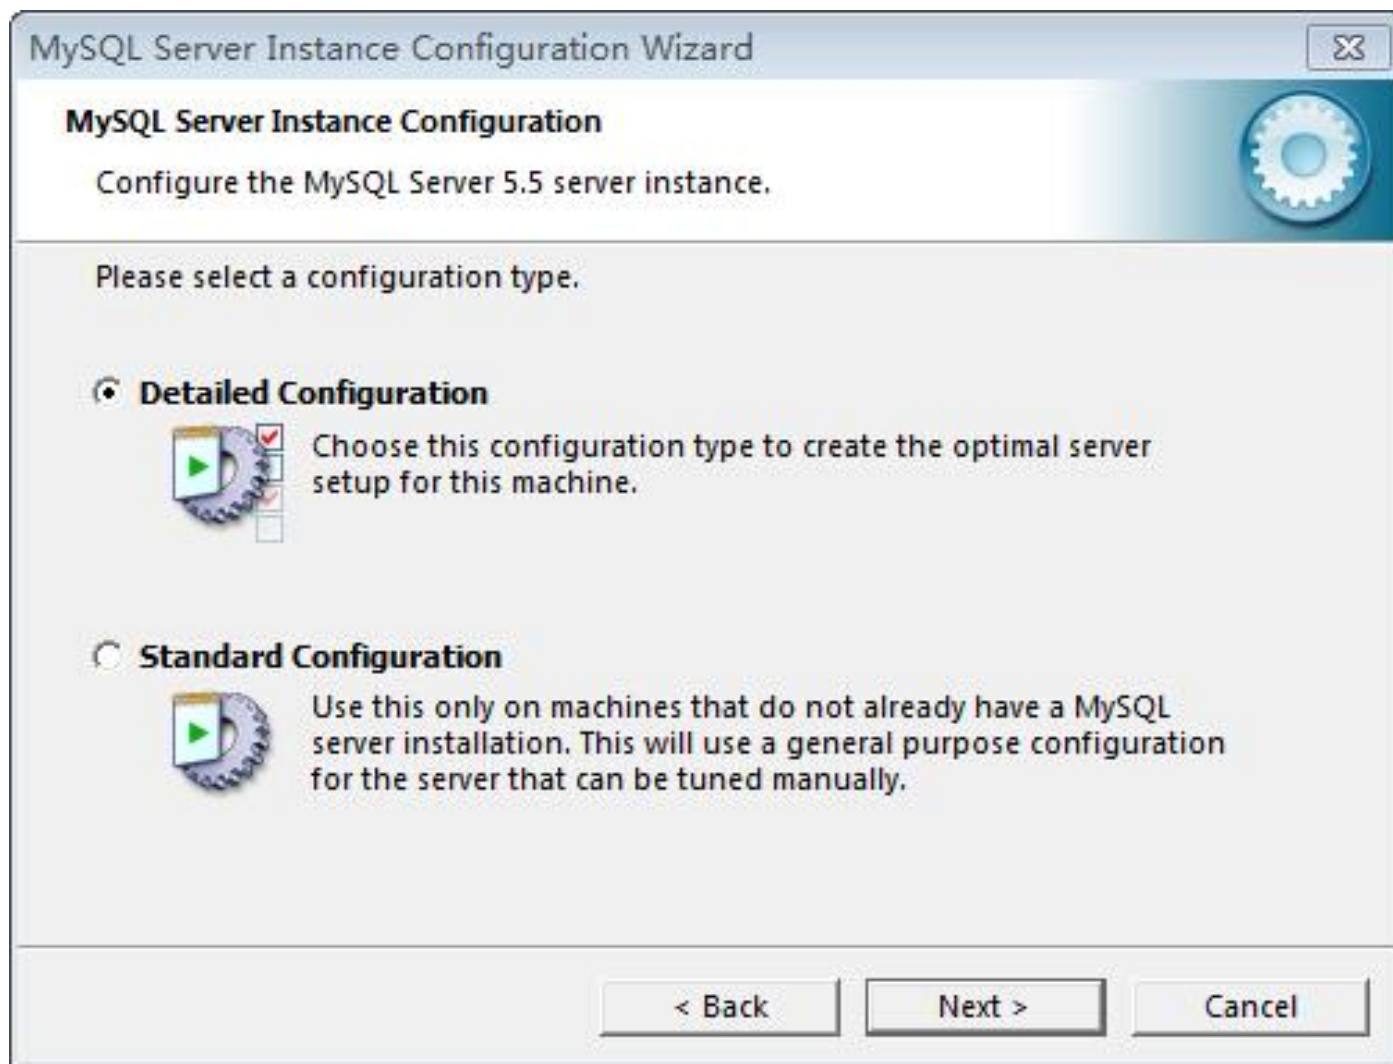 MySQL Server Instance Configuration Wizard
MySQL Server Instance Configuration
Configure the MySQL Server 5.5 server instance.
Please select a configuration type.
Detailed Configuration
Choose this configuration type to create the optimal server
setup for this machine.
Standard Configuration
Use this only on machines that do not already have a MySQL
server installation. This will use a general purpose configuration
for the server that can be tuned manually.
< Back Next > Cancel